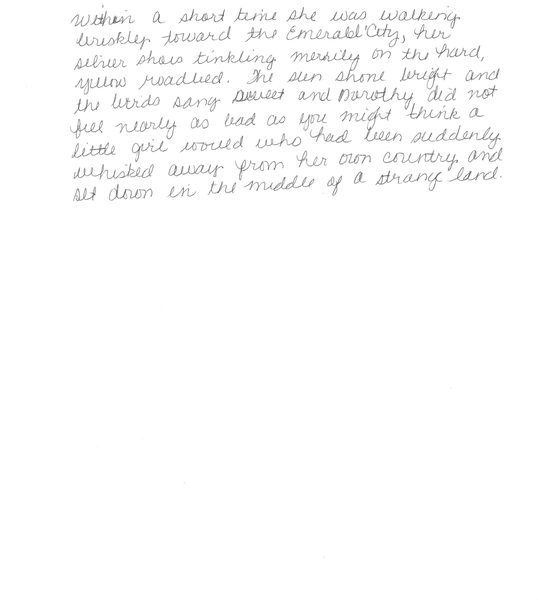 Within a short time she was walking
briskly toward the Emerald City, her
silver shoes tinkling merrily on the hard,
yellow roadbed. The sun shone bright and
the birds sang sweet and Dorothy did not
feel nearly as bad as you might think a
little girl would who had been suddenly
whisked away from her own country and
set down in the middle of a strange land.